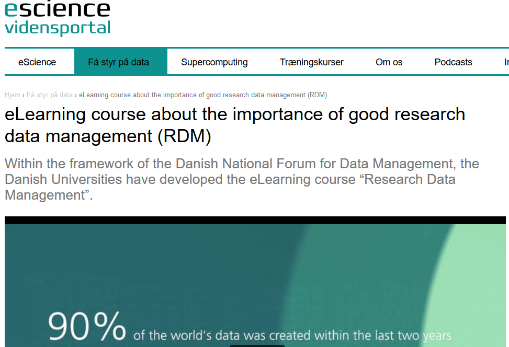 escience
vidensportal
eScience Få styr på data Supercomputing Træningskurser Om os Podcasts
Hjem › Få styr på data › eLearning course about the importance of good research data management (RDM)
eLearning course about the importance of good research
data management (RDM)
Within the framework of the Danish National Forum for Data Management, the
Danish Universities have developed the eLearning course “Research Data
Management”.
90% of the world's data was created within the last two years